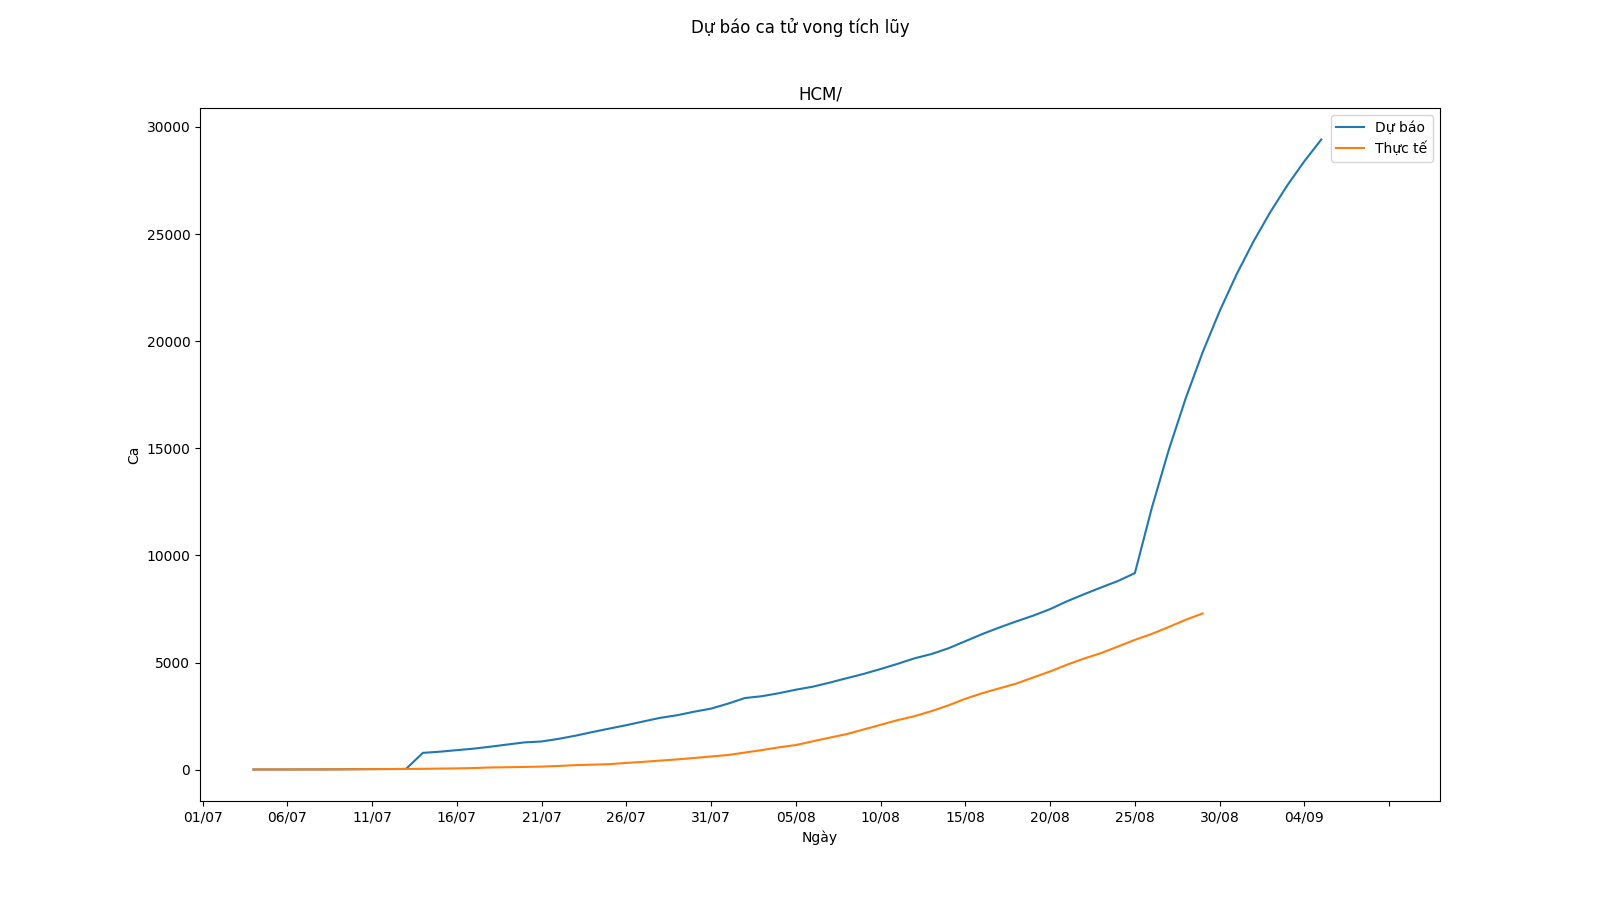 Dự báo ca tử vong tích lũy
HCM/
Dự báo
Thực tế
30000
25000
20000
15000
10000
5000
0
Ca
01/07 06/07 11/07 16/07 21/07 26/07 31/07 05/08 10/08 15/08 20/08 25/08 30/08 04/09
Ngày